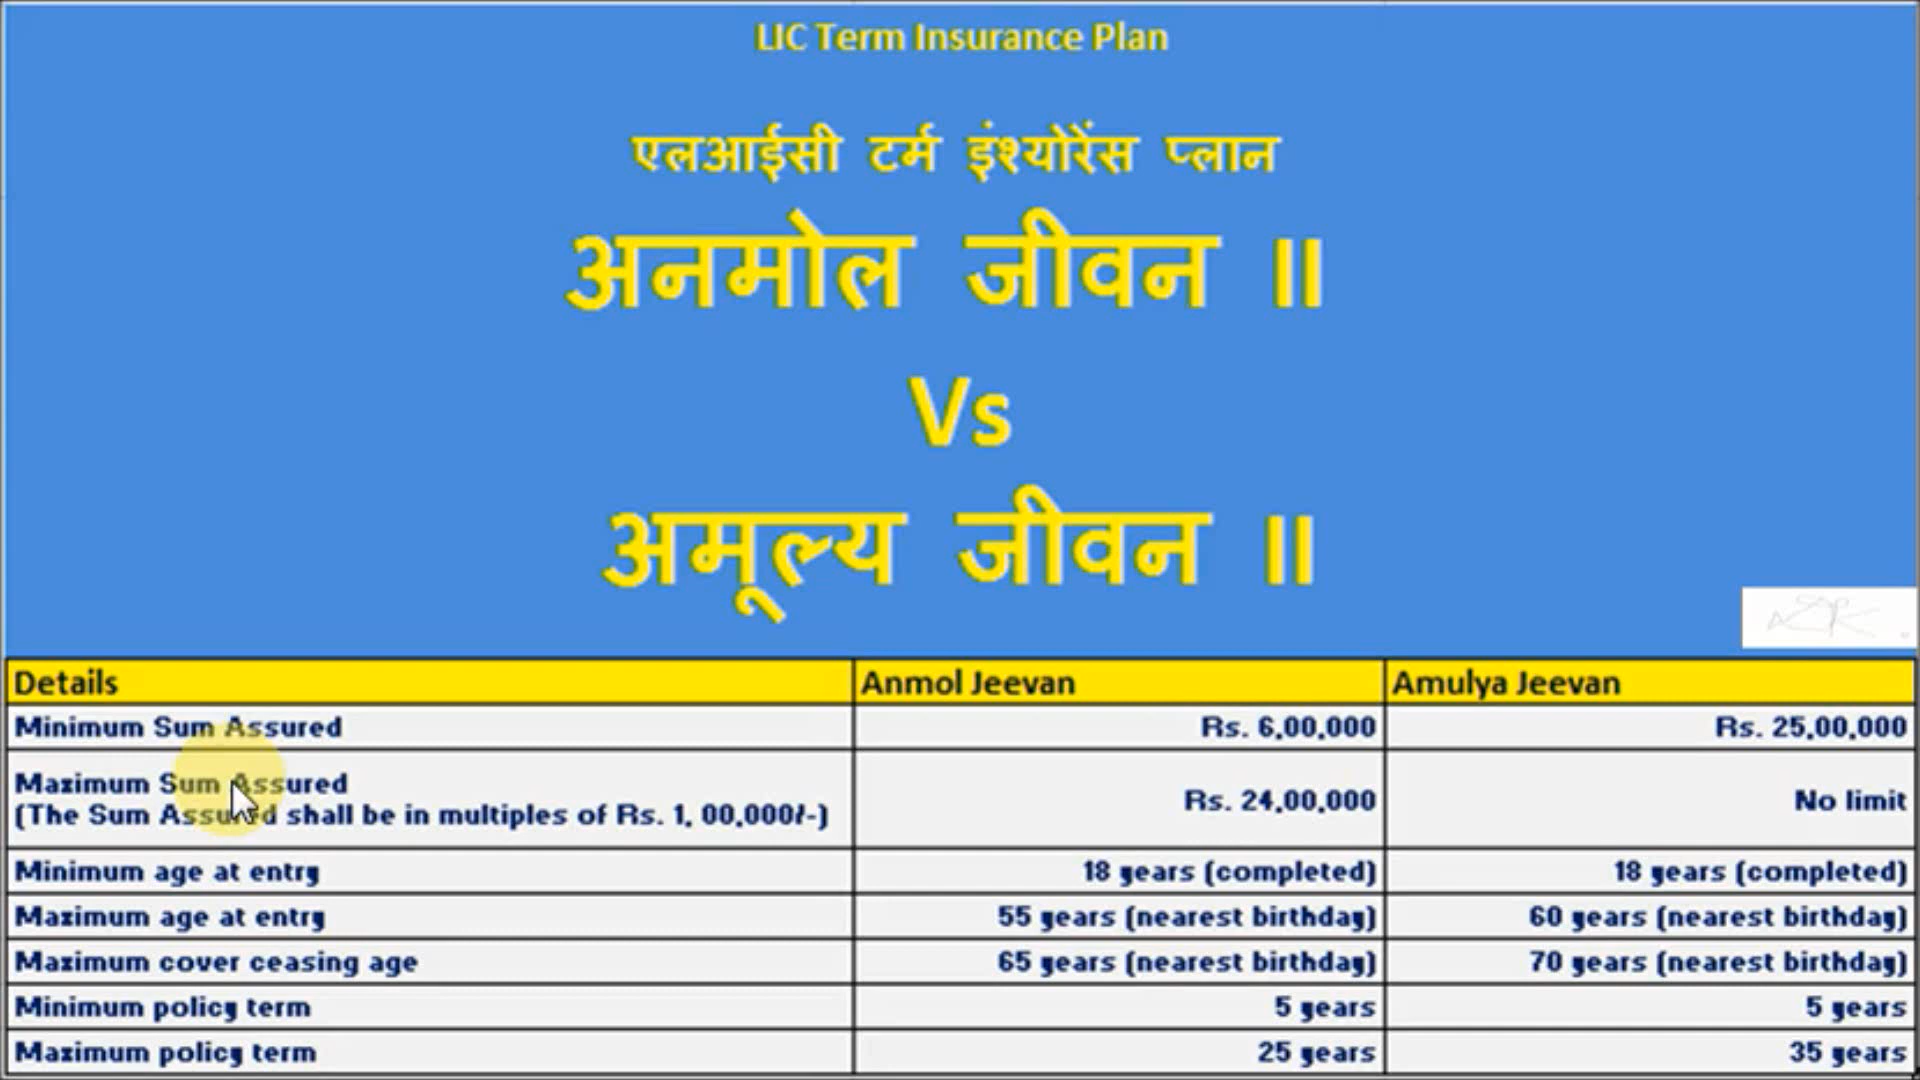 LIC Term Insurance Plan
एलआईसी टर्म इंश्योरेंस प्लान
अनमोल जीवन II
Vs
अमूल्य जीवन II
Details Anmol Jeevan Amulya Jeevan
Minimum Sum Assured Rs. 6,00,000 Rs. 25,00,000
Maximum Sum Assured
(The Sum Assured shall be in multiples of Rs. 1, 00,000/-) Rs. 24,00,000 No limit
Minimum age at entry 18 years (completed) 18 years (completed)
Maximum age at entry 55 years (nearest birthday) 60 years (nearest birthday)
Maximum cover ceasing age 65 years (nearest birthday) 70 years (nearest birthday)
Minimum policy term 5 years 5 years
Maximum policy term 25 years 35 years